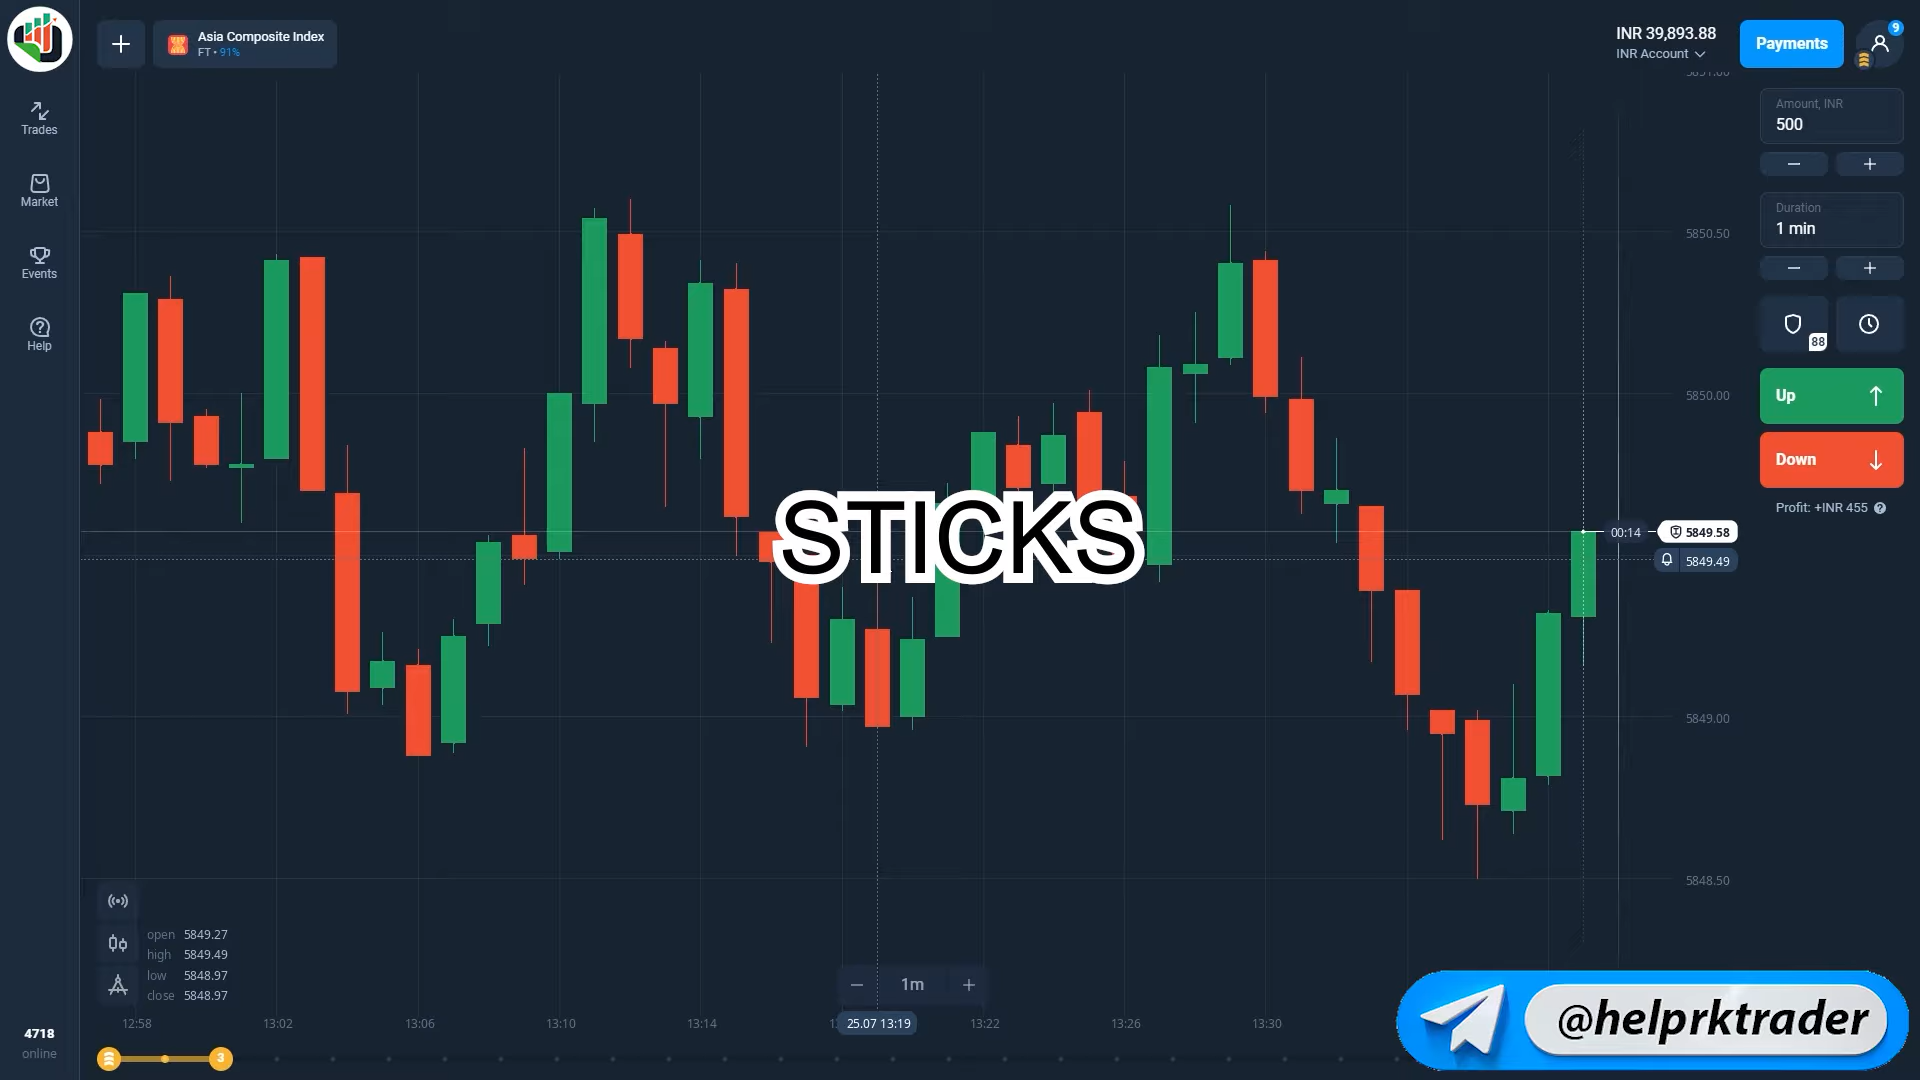 Asia Composite Index
FT • 91%
INR 39,893.88
INR Account
Payments
9
Trades
Market
Events
Help
Amount, INR
500
Duration
1 min
88
Up
Down
Profit: +INR 455
5851.00
5850.50
5850.00
00:14
5849.58
5849.49
5849.00
5848.50
STICKS
open 5849.27
high 5849.49
low 5848.97
close 5848.97
1m
12:58
13:02
13:06
13:10
13:14
25.07 13:19
13:22
13:26
13:30
4718
online
3
@helprktrader